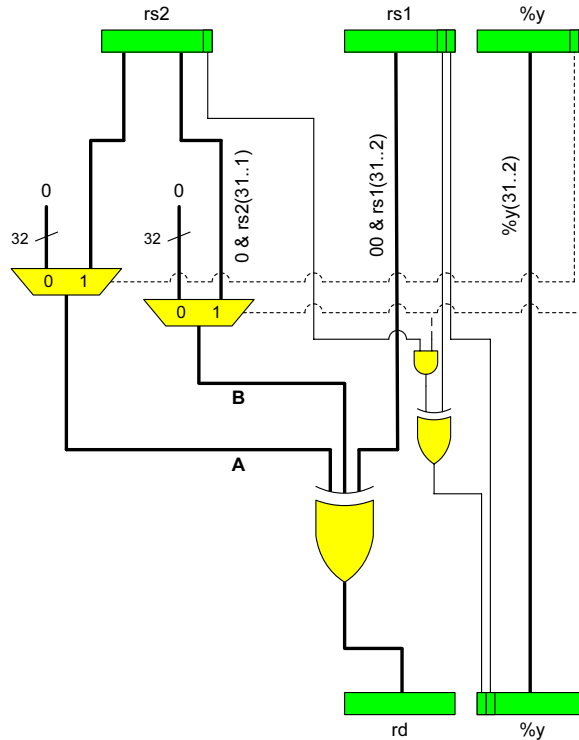 rs2
rs1
%y
0
0
0 & rs2(31..1)
00 & rs1(31..2)
%y(31..2)
32
32
0 1
0 1
B
A
rd
%y